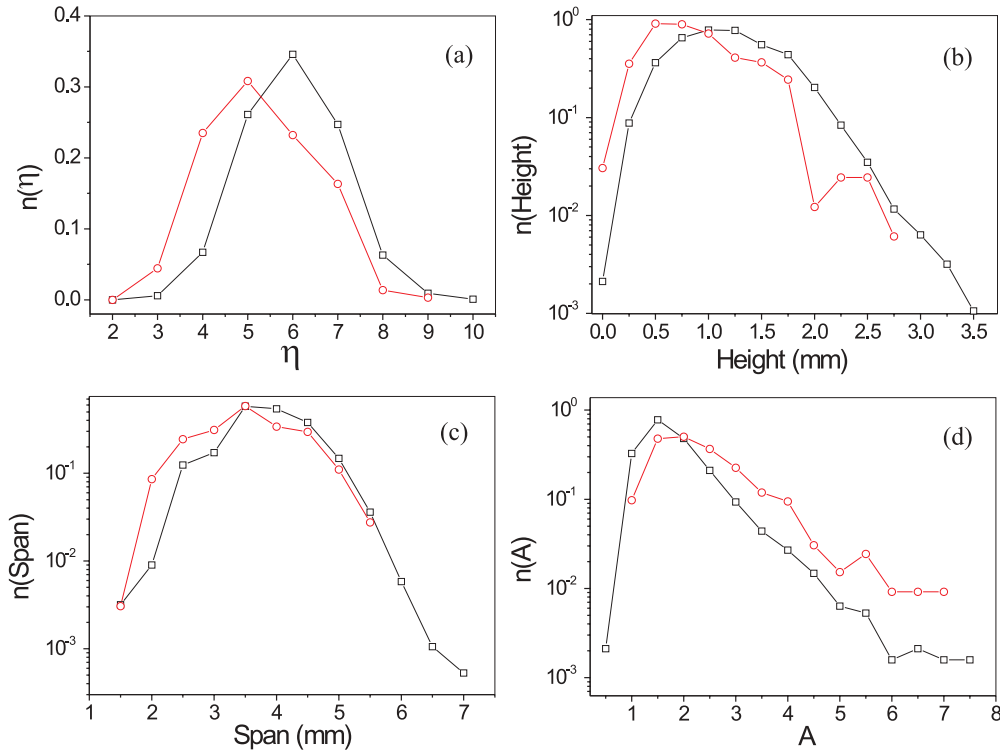 (a)
n(η)
0.4
0.3
0.2
0.1
0.0
2 3 4 5 6 7 8 9 10
η
(b)
n(Height)
10^0
10^-1
10^-2
10^-3
0.0 0.5 1.0 1.5 2.0 2.5 3.0 3.5
Height (mm)
(c)
n(Span)
10^-1
10^-2
10^-3
1 2 3 4 5 6 7
Span (mm)
(d)
n(A)
10^0
10^-1
10^-2
10^-3
1 2 3 4 5 6 7 8
A